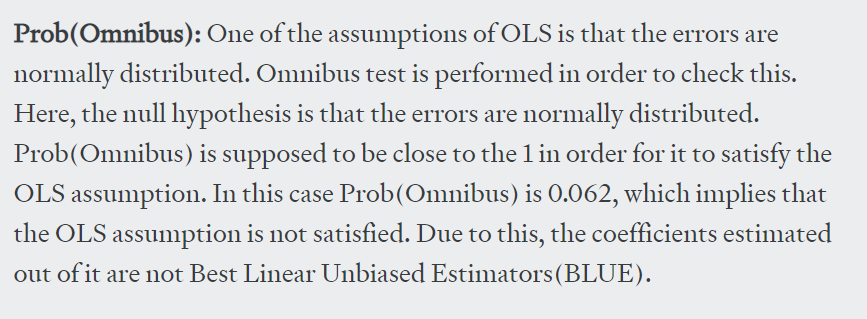 Prob(Omnibus): One of the assumptions of OLS is that the errors are
normally distributed. Omnibus test is performed in order to check this.
Here, the null hypothesis is that the errors are normally distributed.
Prob(Omnibus) is supposed to be close to the 1 in order for it to satisfy the
OLS assumption. In this case Prob(Omnibus) is 0.062, which implies that
the OLS assumption is not satisfied. Due to this, the coefficients estimated
out of it are not Best Linear Unbiased Estimators(BLUE).